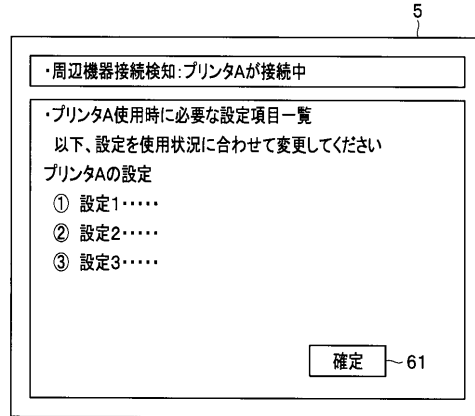 5
・周辺機器接続検知:プリンタAが接続中
・プリンタA使用時に必要な設定項目一覧
以下、設定を使用状況に合わせて変更してください
プリンタAの設定
① 設定1・・・・・
② 設定2・・・・・
③ 設定3・・・・・
確定 61